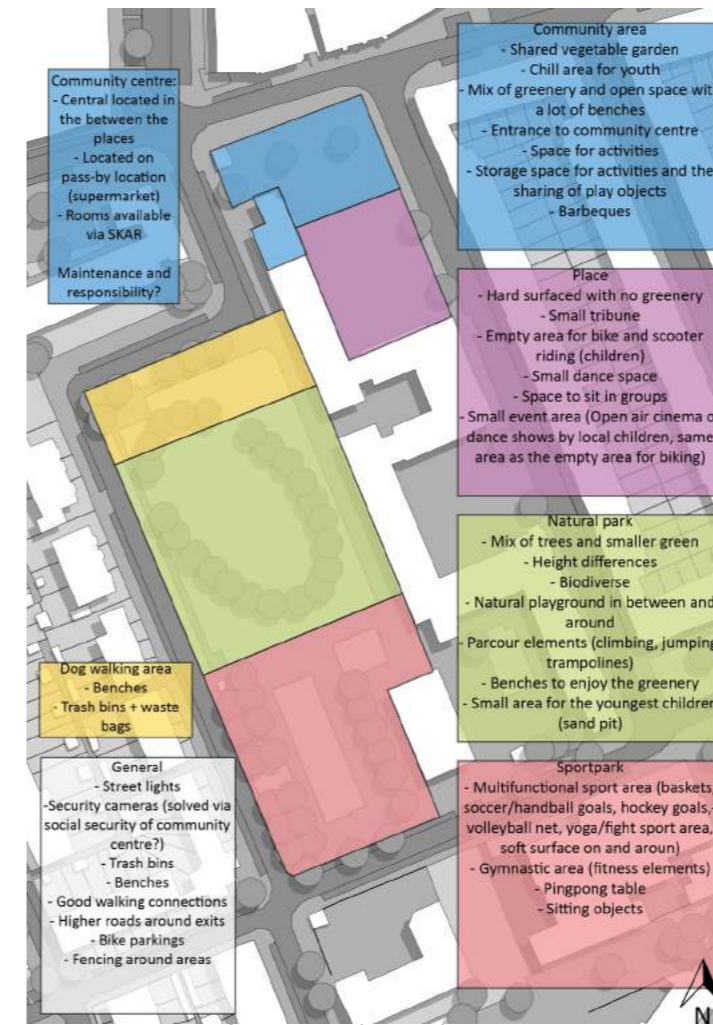 Community centre:
- Central located in
the between the
places
- Located on
pass-by location
(supermarket)
- Rooms available
via SKAR
Maintenance and
responsibility?
Community area
- Shared vegetable garden
- Chill area for youth
- Mix of greenery and open space wit
a lot of benches
- Entrance to community centre
- Space for activities
- Storage space for activities and the
sharing of play objects
- Barbeques
Place
- Hard surfaced with no greenery
- Small tribune
- Empty area for bike and scooter
riding (children)
- Small dance space
- Space to sit in groups
- Small event area (Open air cinema o
dance shows by local children, same
area as the empty area for biking)
Natural park
- Mix of trees and smaller green
- Height differences
- Biodiverse
- Natural playground in between and
around
- Parcour elements (climbing, jumping
trampolines)
- Benches to enjoy the greenery
- Small area for the youngest children
(sand pit)
Dog walking area
- Benches
- Trash bins + waste
bags
General
- Street lights
-Security cameras (solved via
social security of community
centre?)
- Trash bins
- Benches
- Good walking connections
- Higher roads around exits
- Bike parkings
- Fencing around areas
Sportpark
- Multifunctional sport area (baskets,
soccer/handball goals, hockey goals,
volleyball net, yoga/fight sport area,
soft surface on and aroun)
- Gymnastic area (fitness elements)
- Pingpong table
- Sitting objects
N